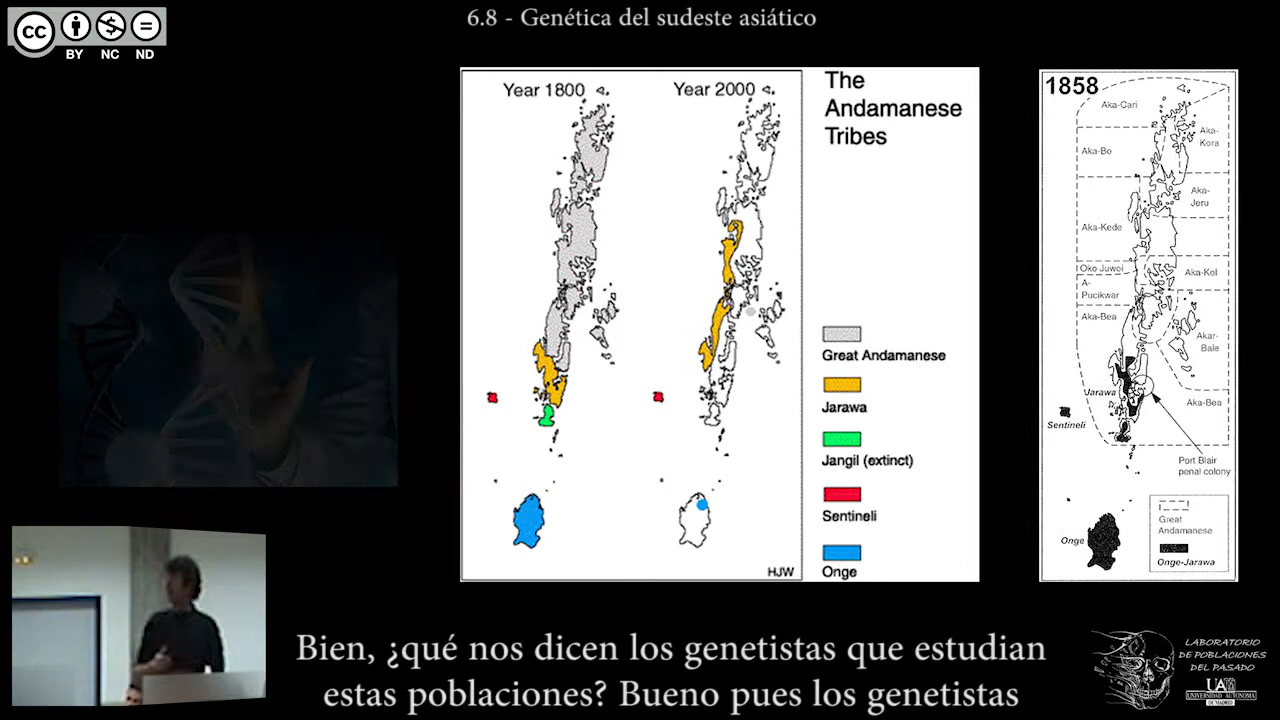 6.8 - Genética del sudeste asiático
CC
BY NC ND
Year 1800
Year 2000
The
Andamanese
Tribes
Great Andamanese
Jarawa
Jangil (extinct)
Sentineli
Onge
HJW
1858
Aka-Cari
Aka-
Kora
Aka-Bo
Aka-
Jeru
Aka-Kede
Oko Juwoi
Aka-Kol
A-
Pucikwar
Aka-Bea
Akar-
Bale
Jarawa
Aka-Bea
Sentineli
Port Blair
penal colony
Great
Andamanese
Onge
Onge-Jarawa
Bien, ¿qué nos dicen los genetistas que estudian
estas poblaciones? Bueno pues los genetistas
LABORATORIO
DE POBLACIONES
DEL PASADO
UAM
UNIVERSIDAD AUTONOMA
DE MADRID